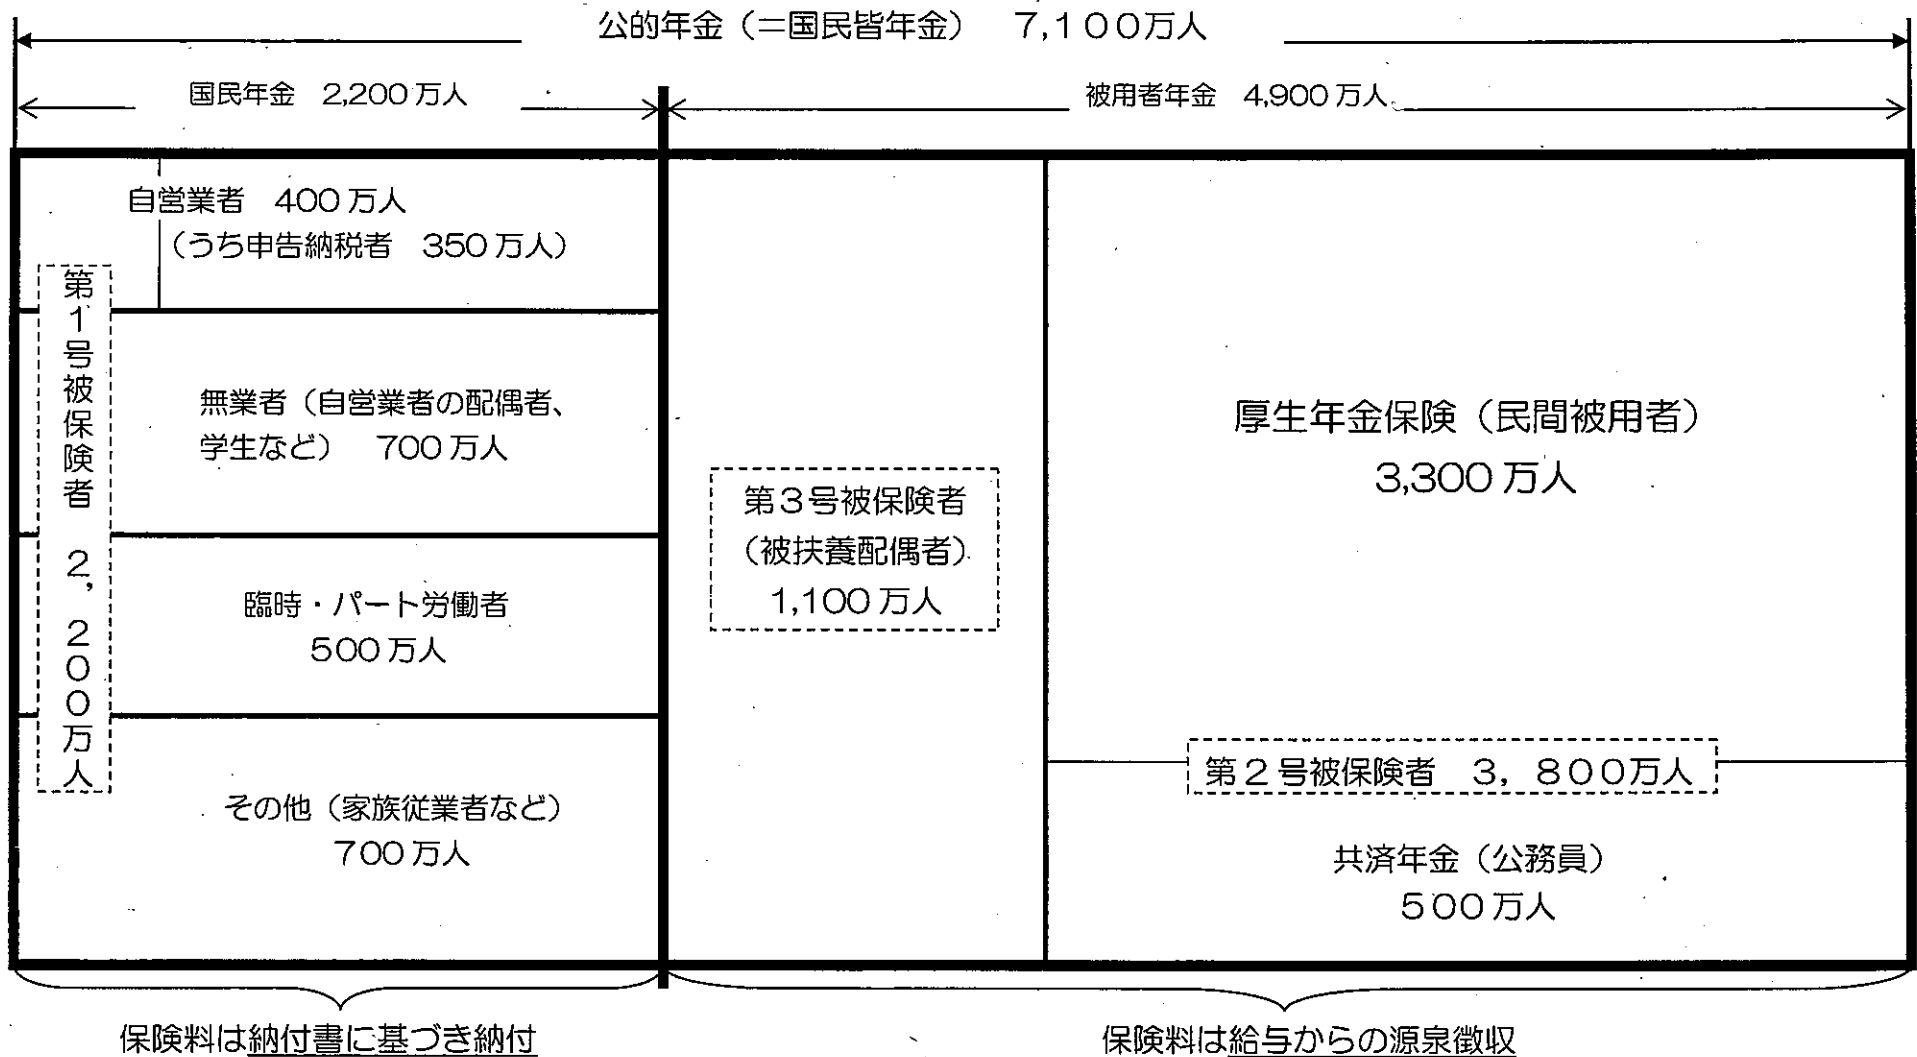 公的年金(=国民皆年金) 7,100万人
国民年金 2,200万人
被用者年金 4,900万人
自営業者 400万人
(うち申告納税者 350万人)
第1号被保険者 2,200万人
無業者(自営業者の配偶者、
学生など) 700万人
臨時・パート労働者
500万人
その他(家族従業者など)
700万人
第3号被保険者
(被扶養配偶者)
1,100万人
厚生年金保険(民間被用者)
3,300万人
第2号被保険者 3,800万人
共済年金(公務員)
500万人
保険料は納付書に基づき納付
保険料は給与からの源泉徴収